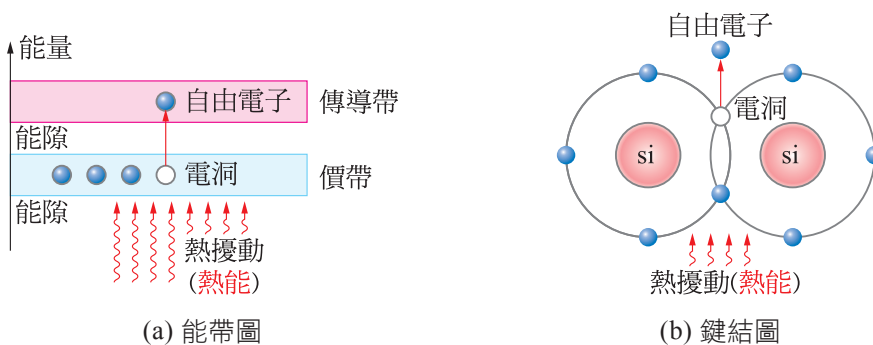 能量
自由電子
傳導帶
能隙
電洞
價帶
能隙
熱擾動
(熱能)
(a) 能帶圖
自由電子
電洞
si
si
熱擾動(熱能)
(b) 鍵結圖